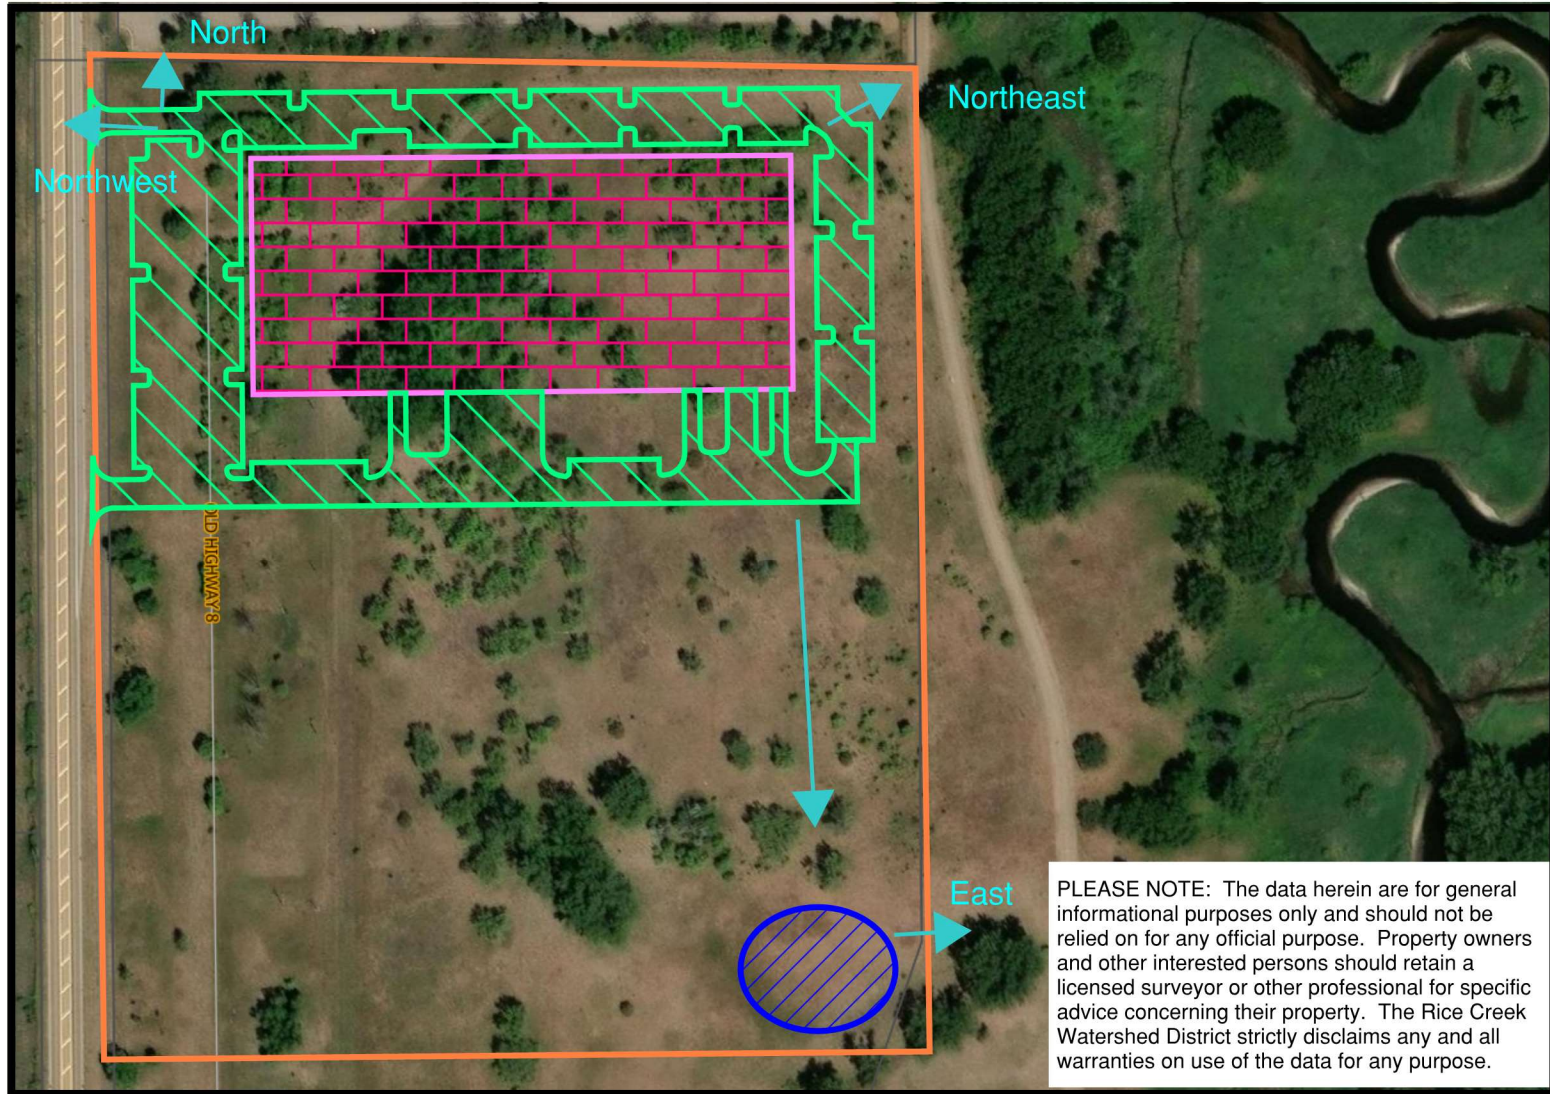 North
Northeast
Northwest
OLD HIGHWAY 8
East
PLEASE NOTE: The data herein are for general
informational purposes only and should not be
relied on for any official purpose. Property owners
and other interested persons should retain a
licensed surveyor or other professional for specific
advice concerning their property. The Rice Creek
Watershed District strictly disclaims any and all
warranties on use of the data for any purpose.